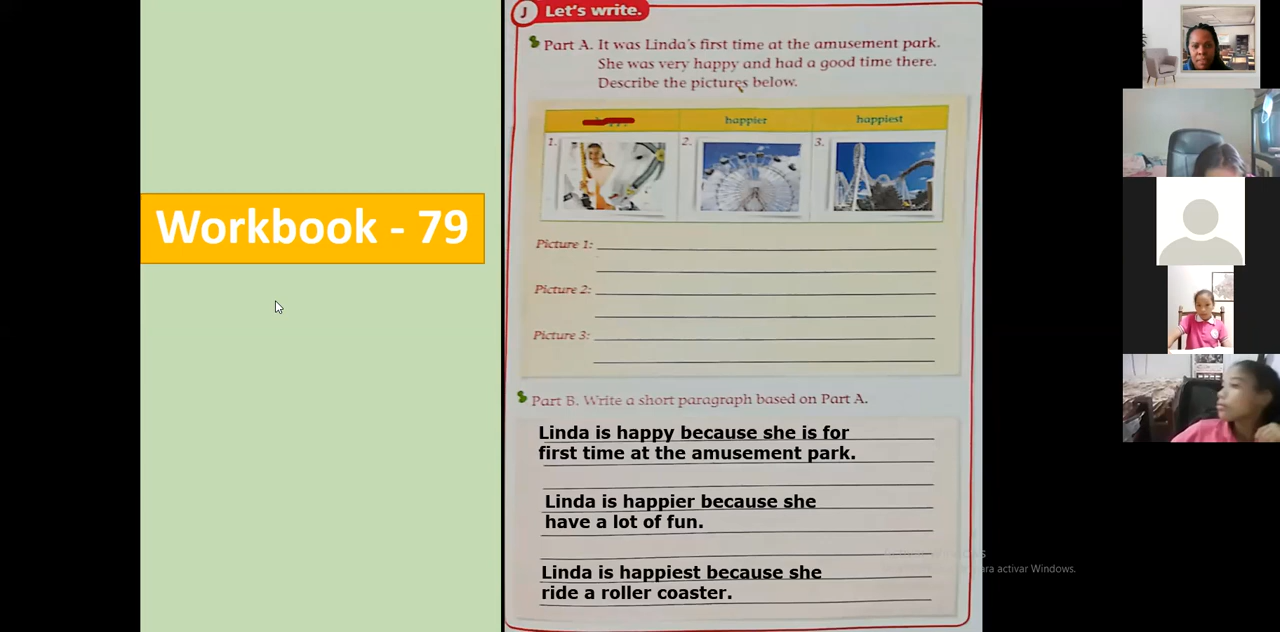 Workbook - 79
J Let's write.
Part A. It was Linda's first time at the amusement park.
She was very happy and had a good time there.
Describe the pictures below.
happier happiest
1. 2. 3.
Picture 1:
Picture 2:
Picture 3:
Part B. Write a short paragraph based on Part A.
Linda is happy because she is for
first time at the amusement park.
Linda is happier because she
have a lot of fun.
Linda is happiest because she
ride a roller coaster.
ara activar Windows.